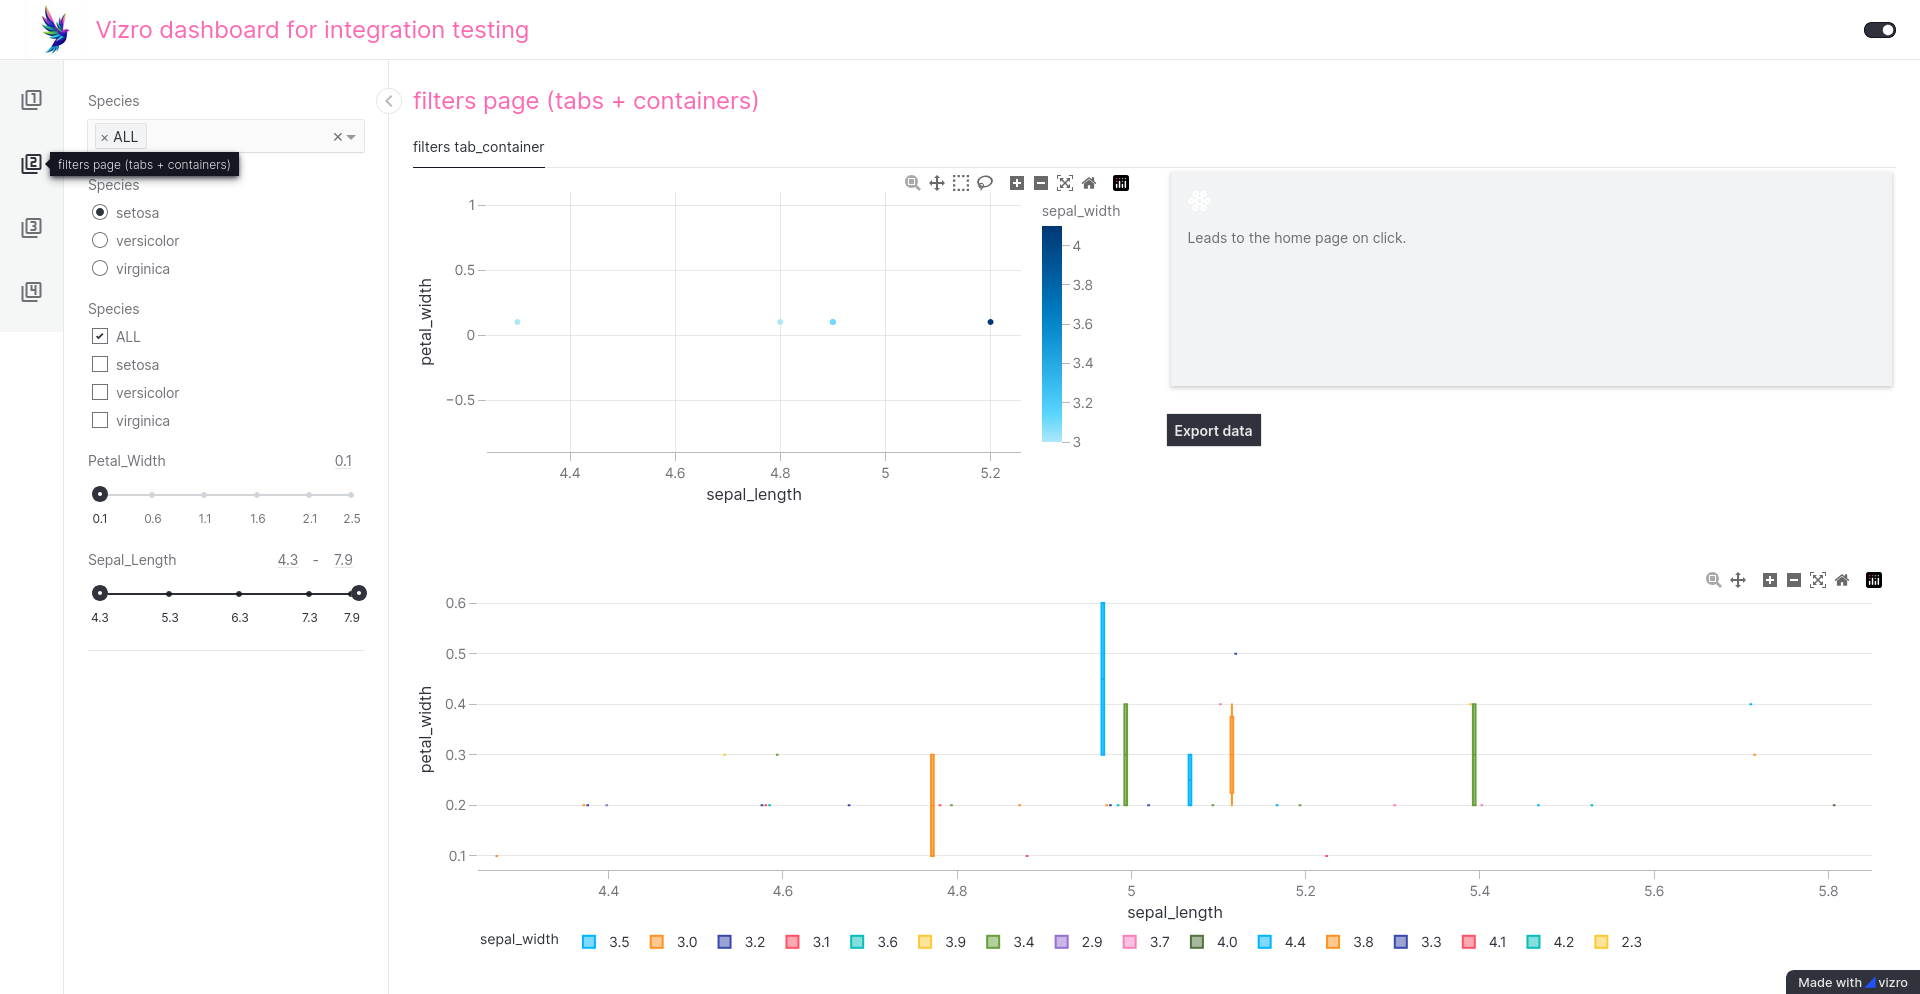 Vizro dashboard for integration testing
1
2
3
4
filters page (tabs + containers)
Species
× ALL
Species
setosa
versicolor
virginica
Species
ALL
setosa
versicolor
virginica
Petal_Width 0.1
0.1 0.6 1.1 1.6 2.1 2.5
Sepal_Length 4.3 - 7.9
4.3 5.3 6.3 7.3 7.9
filters page (tabs + containers)
filters tab_container
1
0.5
0
−0.5
petal_width
4.4 4.6 4.8 5 5.2
sepal_length
sepal_width
4
3.8
3.6
3.4
3.2
3
Leads to the home page on click.
Export data
0.6
0.5
0.4
0.3
0.2
0.1
petal_width
4.4 4.6 4.8 5 5.2 5.4 5.6 5.8
sepal_length
sepal_width 3.5 3.0 3.2 3.1 3.6 3.9 3.4 2.9 3.7 4.0 4.4 3.8 3.3 4.1 4.2 2.3
Made with vizro